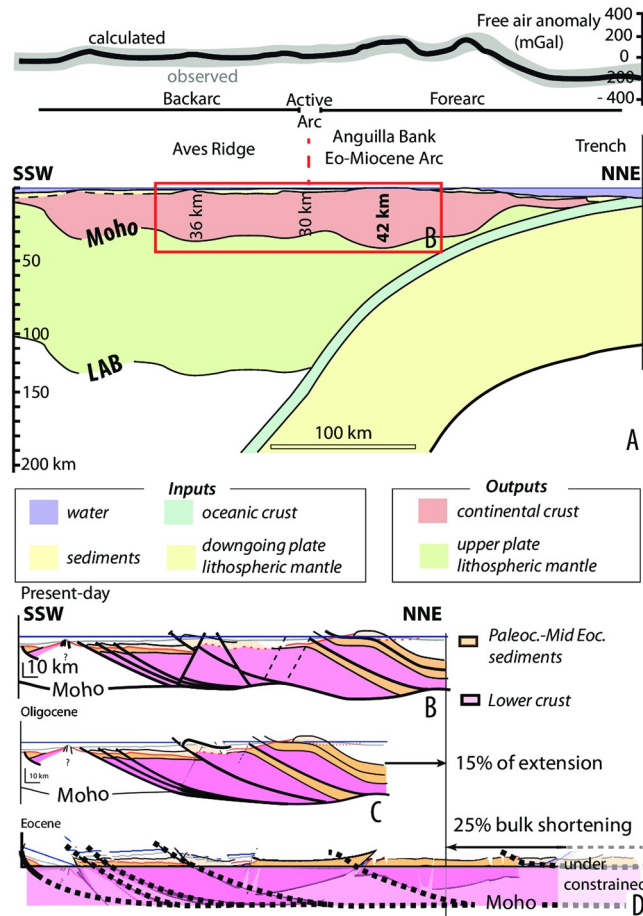 400
Free air anomaly
(mGal)
200
calculated
0
observed
200
- 400
Backarc
Active
Arc
Forearc
Aves Ridge
Anguilla Bank
Eo-Miocene Arc
Trench
SSW
NNE
Moho
36 km
30 km
42 km
B
50
100
LAB
150
100 km
A
200 km
Inputs
Outputs
water
oceanic crust
continental crust
sediments
downgoing plate
lithospheric mantle
upper plate
lithospheric mantle
Present-day
SSW
NNE
Paleoc.-Mid Eoc.
sediments
?
10 km
Moho
B
Lower crust
Oligocene
?
10 km
Moho
C
15% of extension
Eocene
25% bulk shortening
under
constrained
Moho
D